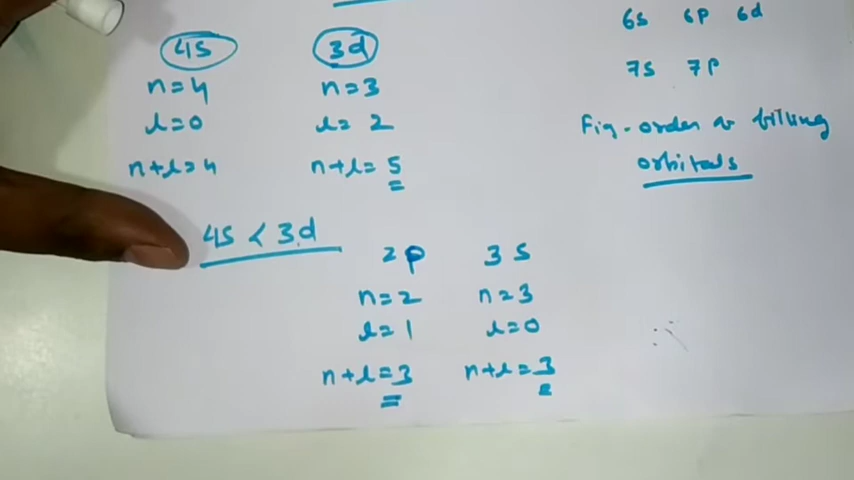 4s 3d
n=4 n=3
l=0 l=2
n+l=4 n+l=5
4s < 3d
2p 3s
n=2 n=3
l=1 l=0
n+l=3 n+l=3
6s 6p 6d
7s 7p
Fig-order of filling
orbitals